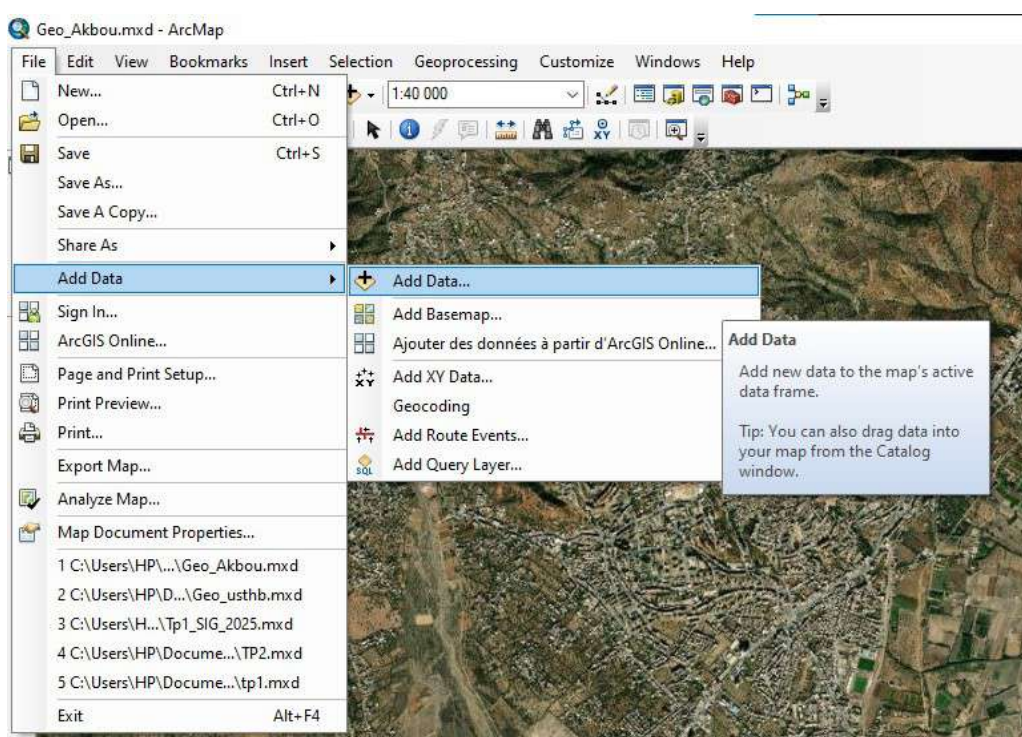 Geo_Akbou.mxd - ArcMap
File Edit View Bookmarks Insert Selection Geoprocessing Customize Windows Help
New... Ctrl+N
1:40 000
Open... Ctrl+O
Save Ctrl+S
Save As...
Save A Copy...
Share As
Add Data
Sign In...
ArcGIS Online...
Page and Print Setup...
Print Preview...
Print...
Export Map...
Analyze Map...
Map Document Properties...
1 C:\Users\HP\...\Geo_Akbou.mxd
2 C:\Users\HP\D...\Geo_usthb.mxd
3 C:\Users\H...\Tp1_SIG_2025.mxd
4 C:\Users\HP\Docume...\TP2.mxd
5 C:\Users\HP\Docume...\tp1.mxd
Exit Alt+F4
Add Data...
Add Basemap...
Ajouter des données à partir d'ArcGIS Online...
Add XY Data...
Geocoding
Add Route Events...
Add Query Layer...
Add Data
Add new data to the map's active
data frame.
Tip: You can also drag data into
your map from the Catalog
window.
XY
XY
SQL